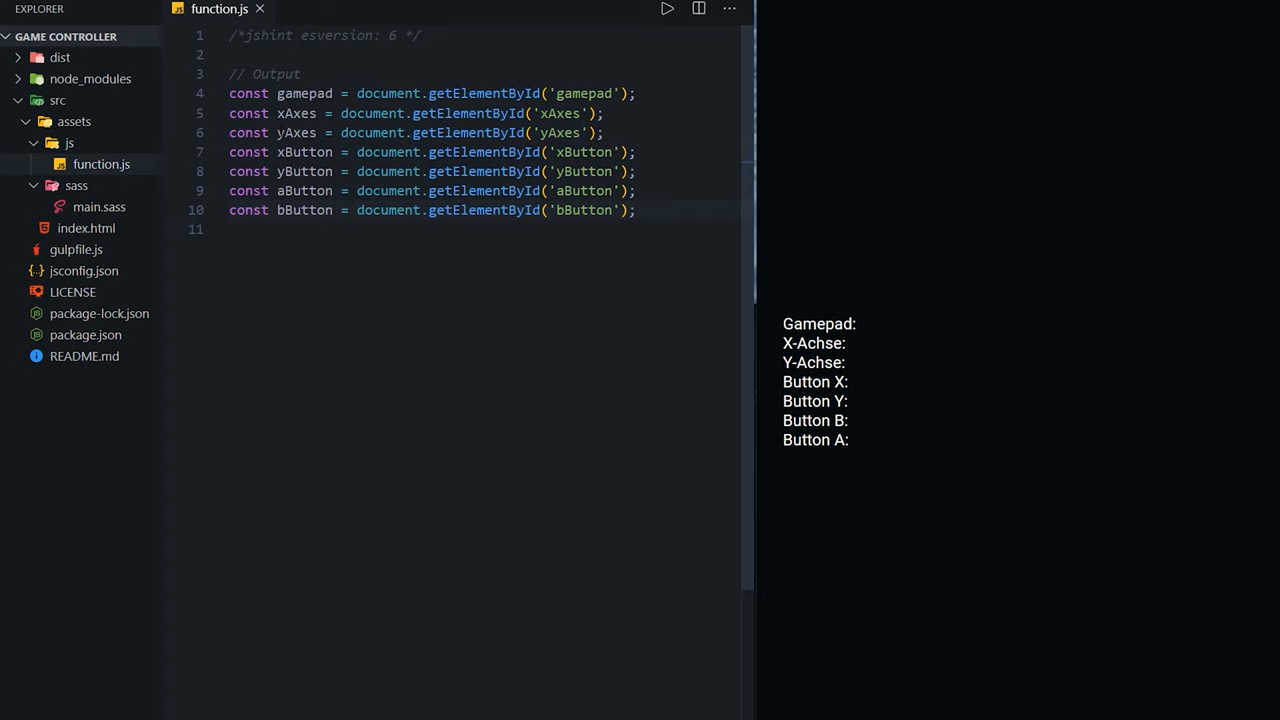 EXPLORER
GAME CONTROLLER
dist
node_modules
src
assets
js
function.js
sass
main.sass
index.html
gulpfile.js
jsconfig.json
LICENSE
package-lock.json
package.json
README.md
function.js
1 /*jshint esversion: 6 */
2
3 // Output
4 const gamepad = document.getElementById('gamepad');
5 const xAxes = document.getElementById('xAxes');
6 const yAxes = document.getElementById('yAxes');
7 const xButton = document.getElementById('xButton');
8 const yButton = document.getElementById('yButton');
9 const aButton = document.getElementById('aButton');
10 const bButton = document.getElementById('bButton');
11
Gamepad:
X-Achse:
Y-Achse:
Button X:
Button Y:
Button B:
Button A: